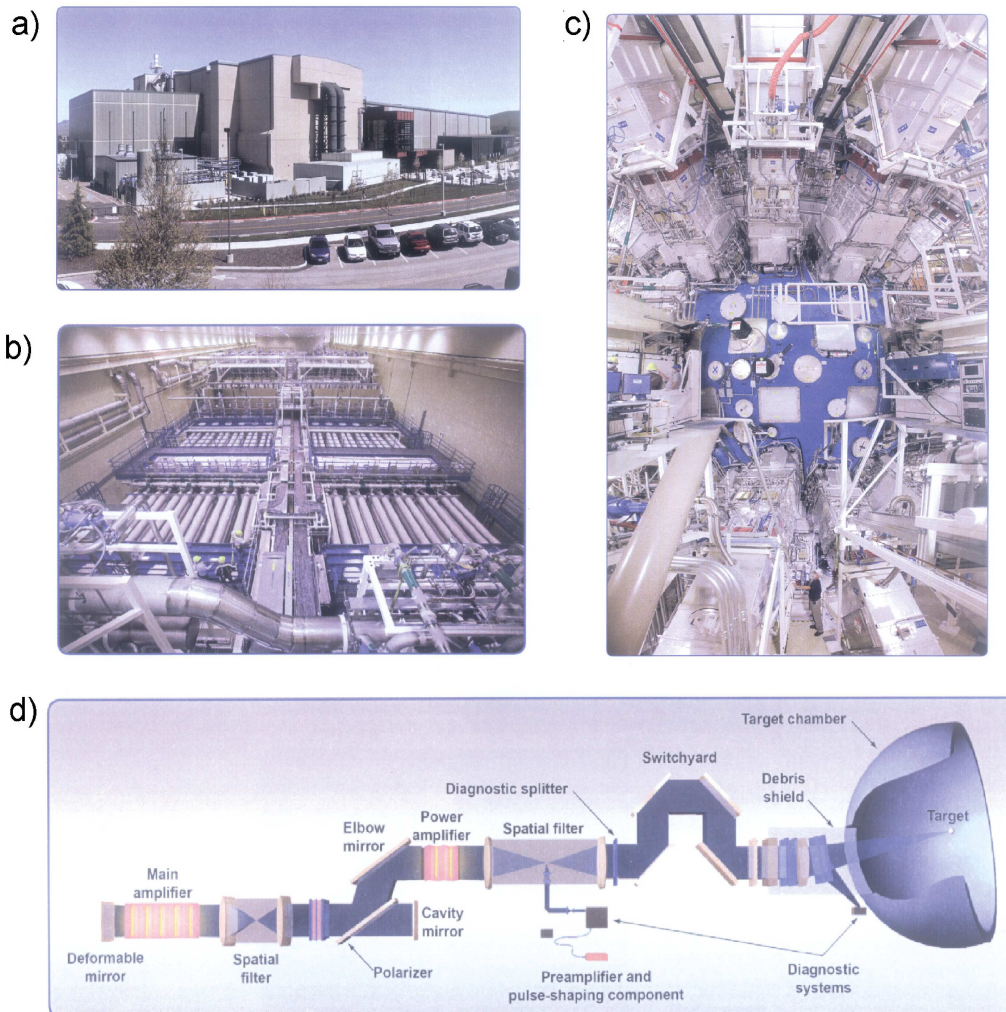 a)
c)
b)
d)
Target chamber
Switchyard
Diagnostic splitter
Debris
shield
Target
Elbow
mirror
Power
amplifier
Spatial filter
Main
amplifier
Cavity
mirror
Deformable
mirror
Spatial
filter
Polarizer
Preamplifier and
pulse-shaping component
Diagnostic
systems